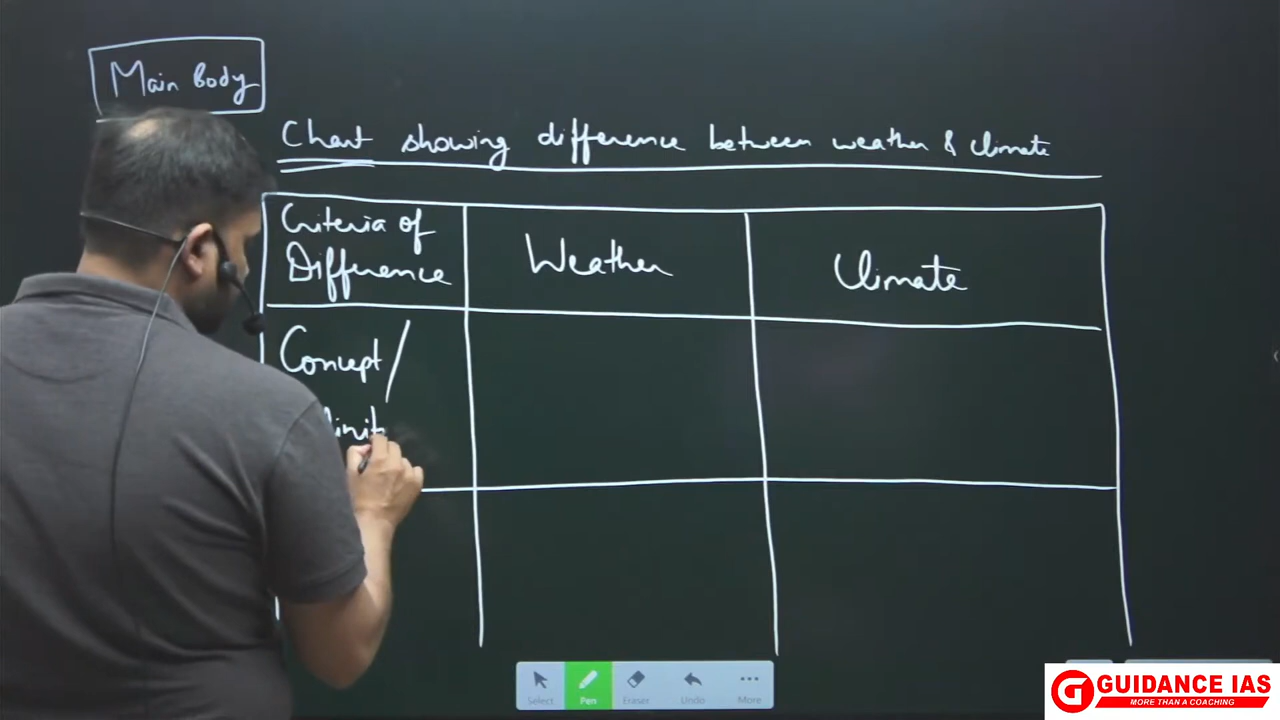 Main Body
Chart showing difference between weather & Climate
Criteria of
Difference
Weather
Climate
Concept/
Select
Pen
Eraser
Undo
More
GUIDANCE IAS
MORE THAN A COACHING